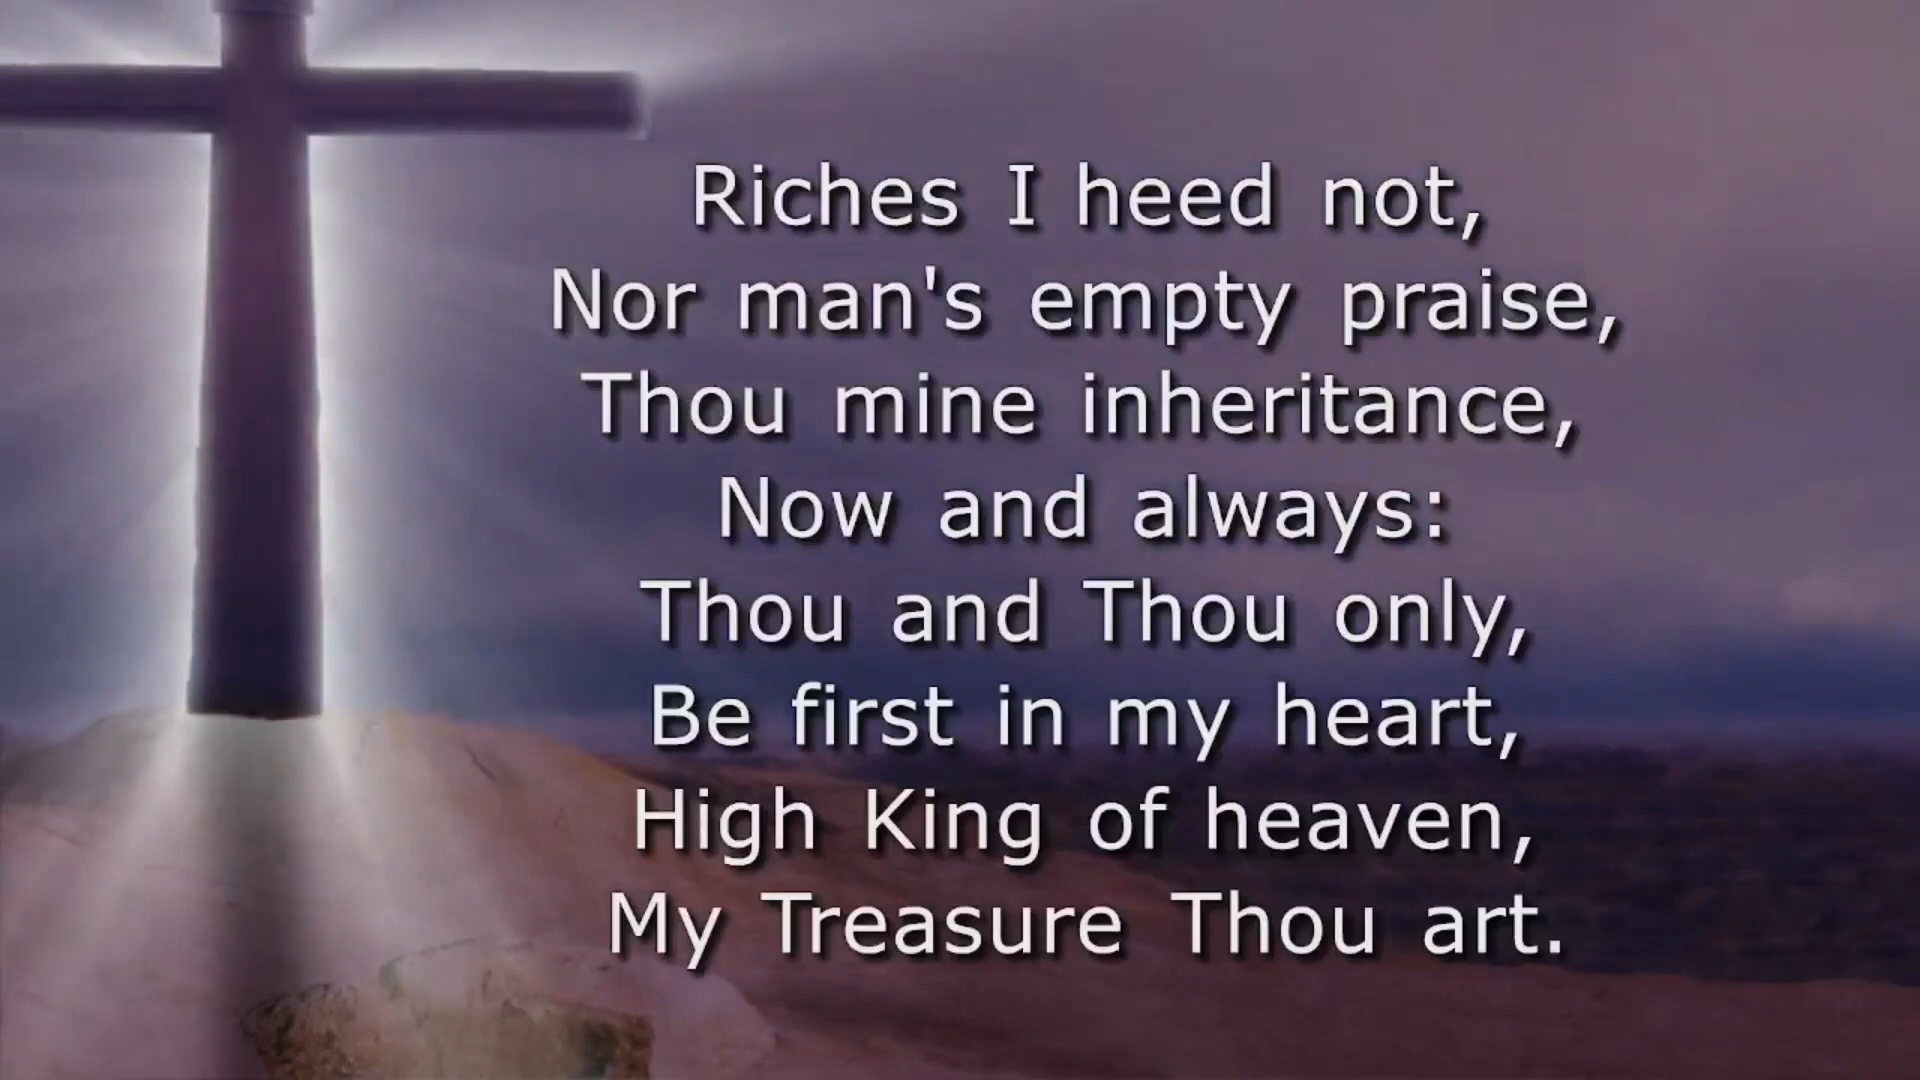 Riches I heed not,
Nor man's empty praise,
Thou mine inheritance,
Now and always:
Thou and Thou only,
Be first in my heart,
High King of heaven,
My Treasure Thou art.